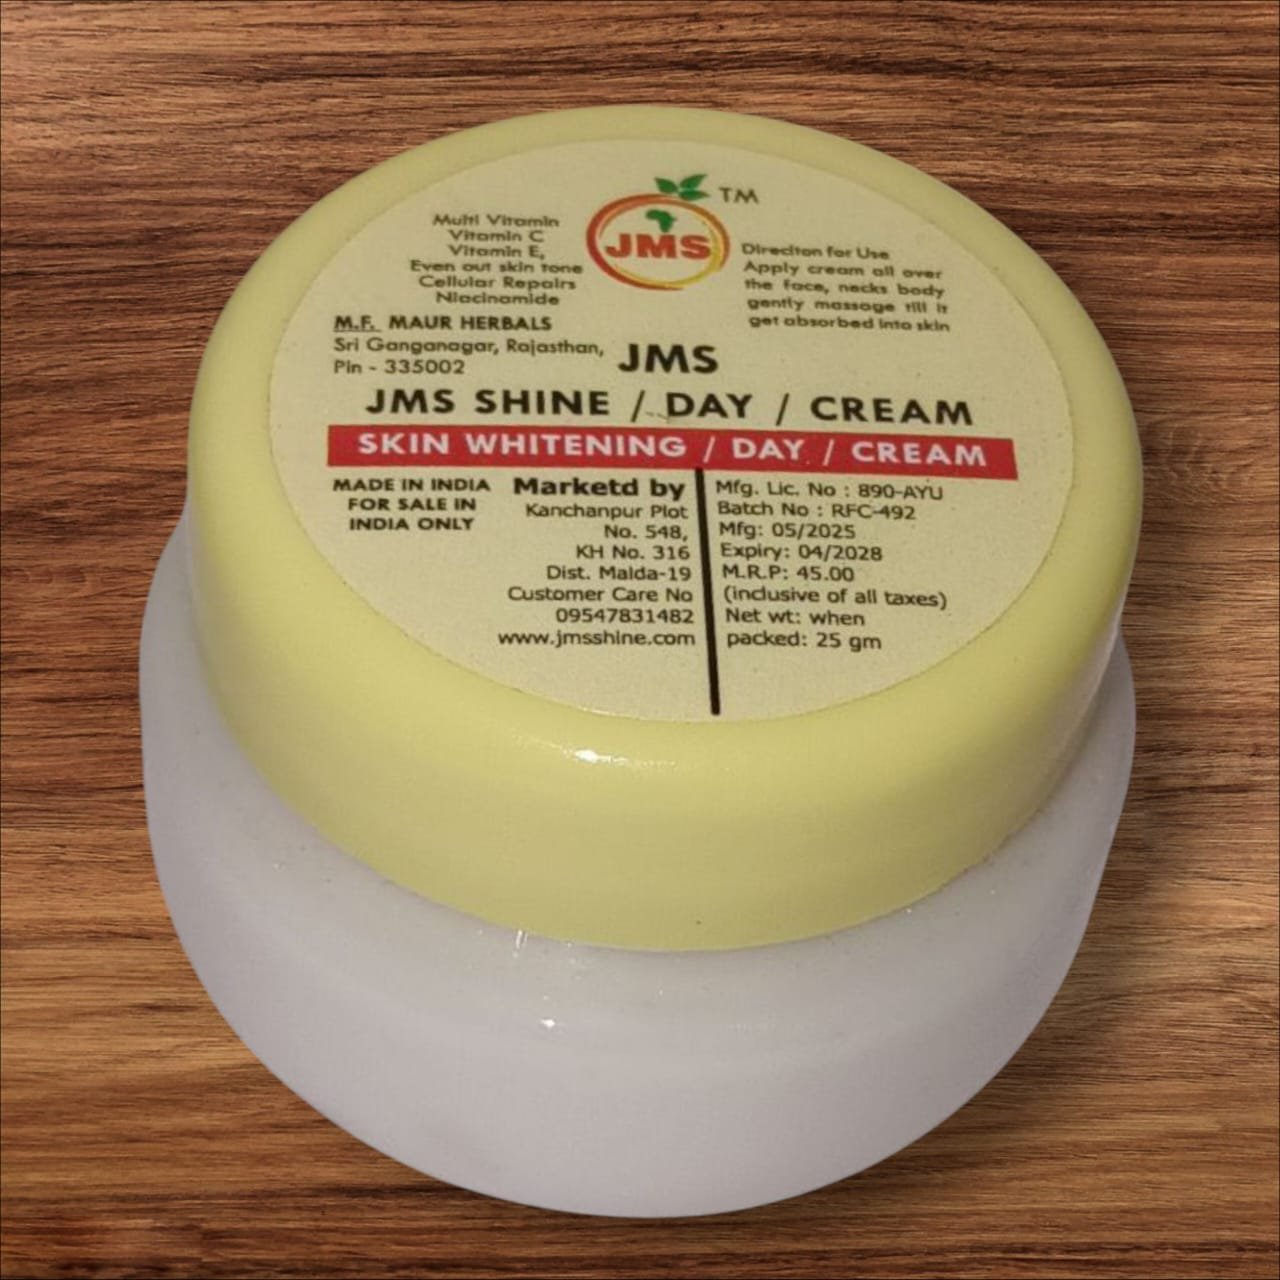 JMS
TM
Multi Vitamin
Vitamin C
Vitamin E,
Even out skin tone
Cellular Repairs
Niacinamide
Direciton for Use
Apply cream all over
the face, necks body
gently massage till it
get absorbed into skin
M.F. MAUR HERBALS
Sri Ganganagar, Rajasthan,
Pin - 335002
JMS
JMS SHINE / DAY / CREAM
SKIN WHITENING / DAY / CREAM
MADE IN INDIA
FOR SALE IN
INDIA ONLY
Marketd by
Kanchanpur Plot
No. 548,
KH No. 316
Dist. Malda-19
Customer Care No
09547831482
www.jmsshine.com
Mfg. Lic. No : 890-AYU
Batch No : RFC-492
Mfg: 05/2025
Expiry: 04/2028
M.R.P: 45.00
(inclusive of all taxes)
Net wt: when
packed: 25 gm